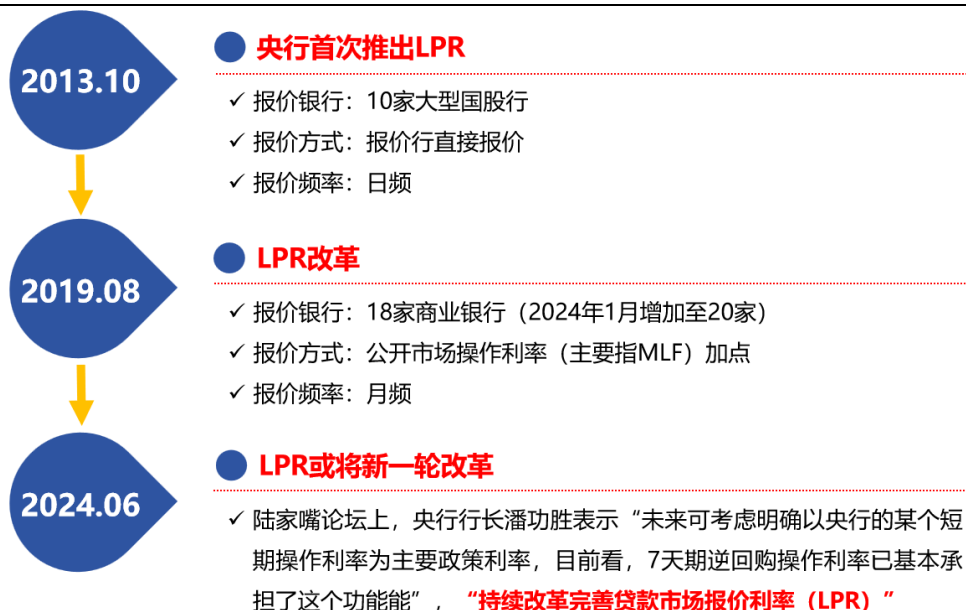 2013.10
央行首次推出LPR
✓ 报价银行：10家大型国股行
✓ 报价方式：报价行直接报价
✓ 报价频率：日频
2019.08
LPR改革
✓ 报价银行：18家商业银行（2024年1月增加至20家）
✓ 报价方式：公开市场操作利率（主要指MLF）加点
✓ 报价频率：月频
2024.06
LPR或将新一轮改革
✓ 陆家嘴论坛上，央行行长潘功胜表示“未来可考虑明确以央行的某个短
期操作利率为主要政策利率，目前看，7天期逆回购操作利率已基本承
担了这个功能能”，“持续改革完善贷款市场报价利率（LPR）”